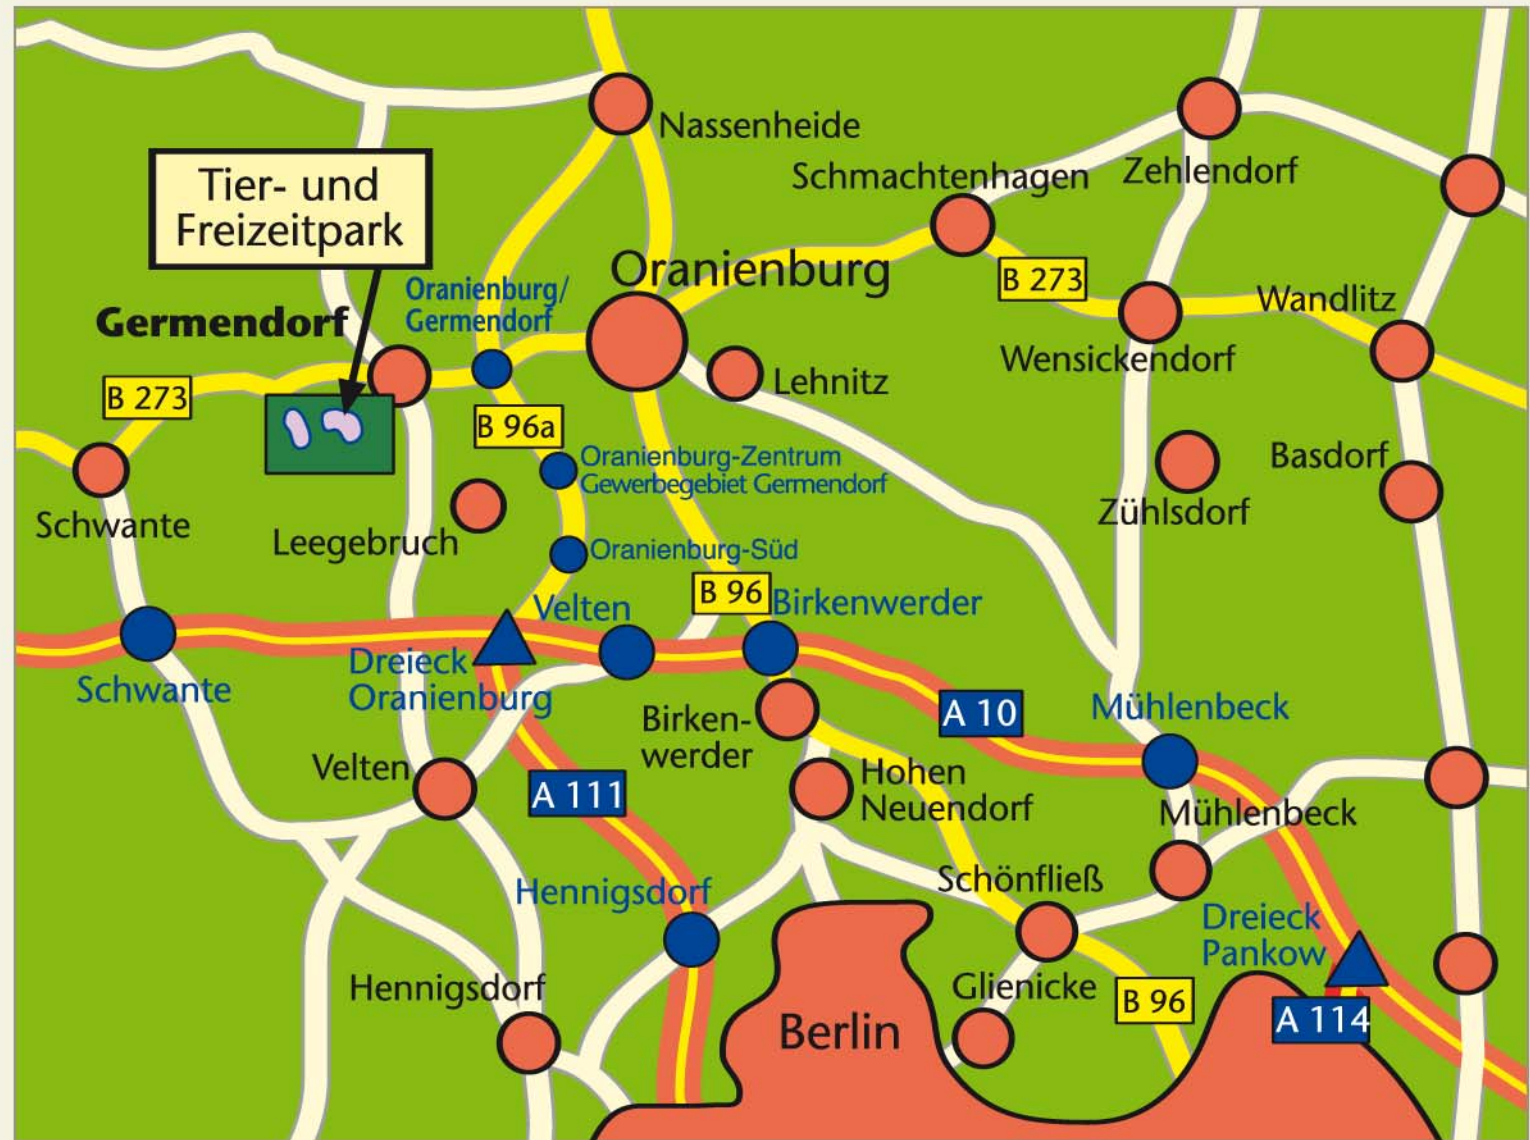 Nassenheide
Tier- und
Freizeitpark
Schmachtenhagen
Zehlendorf
Oranienburg
B 273
Oranienburg/
Germendorf
Germendorf
Wandlitz
Wensickendorf
Lehnitz
B 273
B 96a
Oranienburg-Zentrum
Gewerbegebiet Germendorf
Basdorf
Zühlsdorf
Schwante
Leegebruch
Oranienburg-Süd
B 96
Velten
Birkenwerder
Dreieck
Oranienburg
Schwante
Birken-
werder
A 10
Mühlenbeck
Velten
A 111
Hohen
Neuendorf
Mühlenbeck
Hennigsdorf
Schönfließ
Dreieck
Pankow
Hennigsdorf
Glienicke
B 96
A 114
Berlin